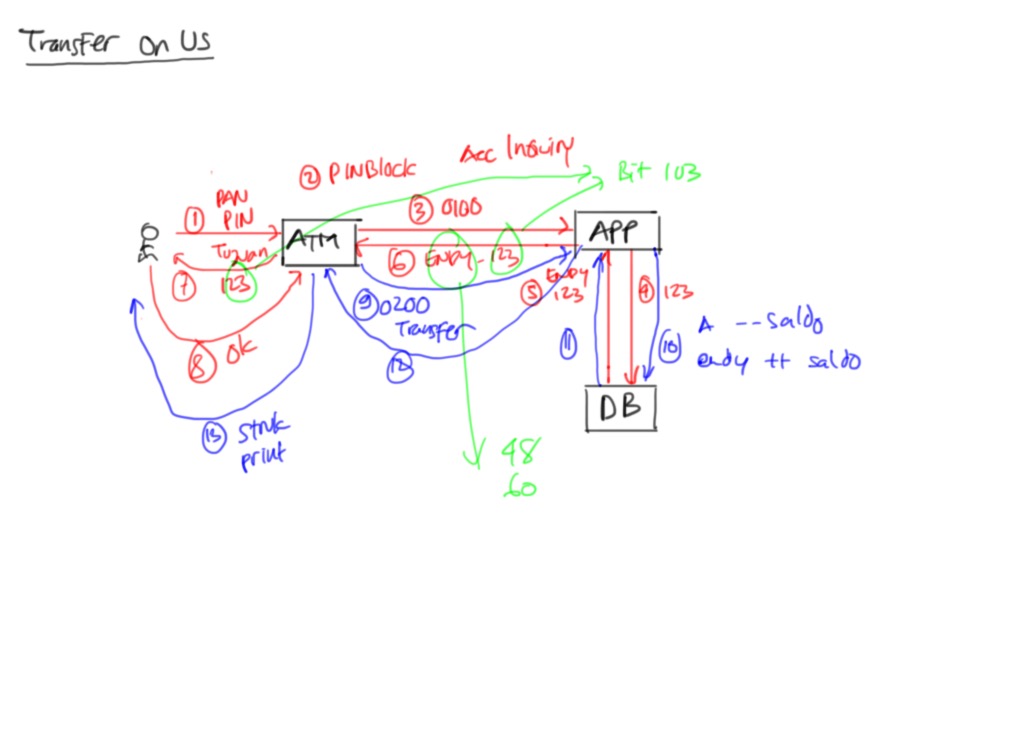 Transfer on US
Acc Inquiry
② PINBlock
Bit 103
PAN
① PIN
③ 0100
ATM
APP
Tujuan
⑦ 123
⑥ ENDY - 123
⑤ ENDY
123
④ 123
⑨ 0200
Transfer
⑧ OK
⑫
⑪
⑩ A --saldo
endy ++ saldo
DB
⑬ struk
print
48
60